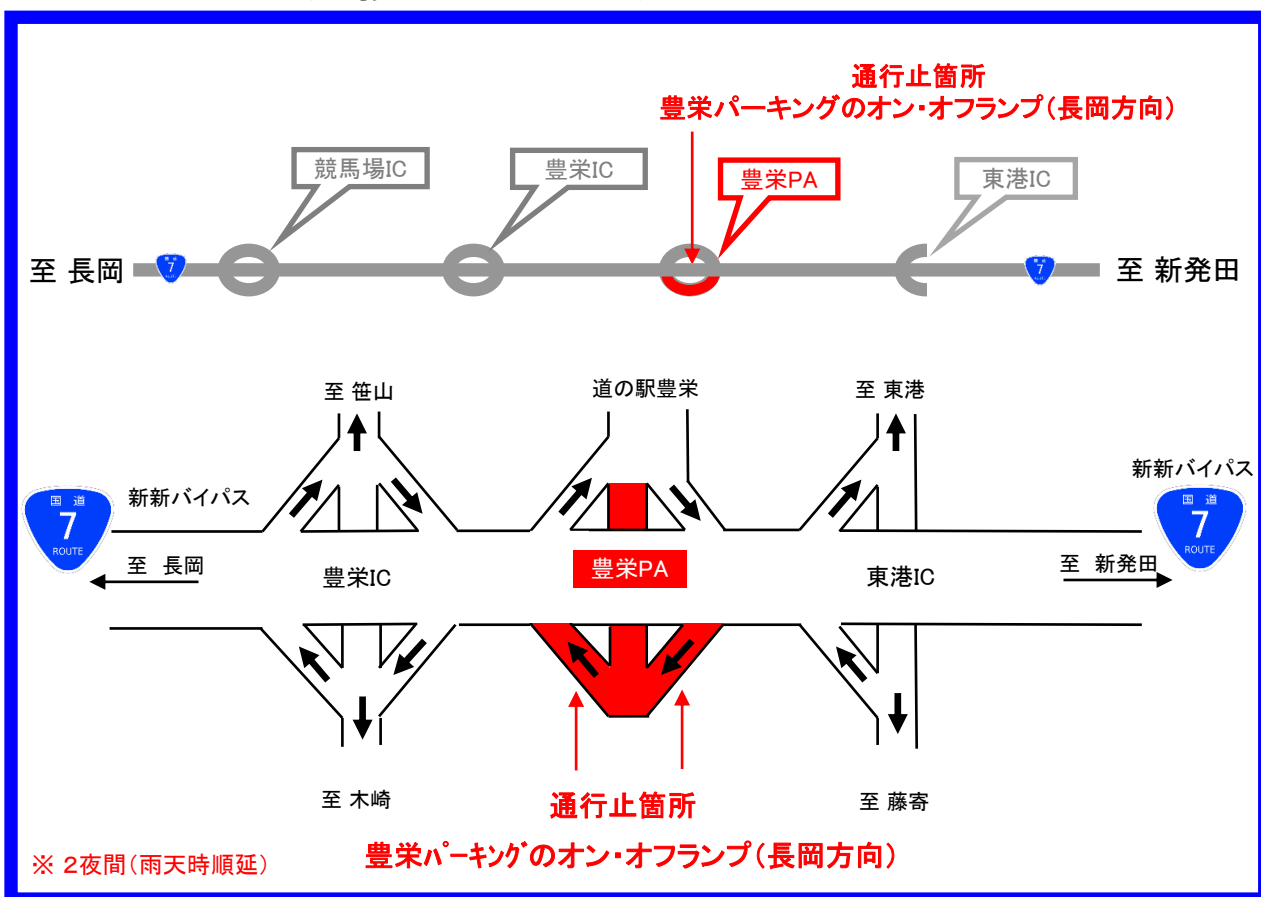 通行止箇所
豊栄パーキングのオン・オフランプ（長岡方向）
競馬場IC
豊栄IC
豊栄PA
東港IC
至 長岡
7
7
至 新発田
至 笹山
道の駅豊栄
至 東港
新新バイパス
国 道
7
ROUTE
新新バイパス
国 道
7
ROUTE
至 長岡
豊栄IC
豊栄PA
東港IC
至 新発田
至 木崎
通行止箇所
至 藤寄
豊栄パーキングのオン・オフランプ（長岡方向）
※ 2夜間（雨天時順延）